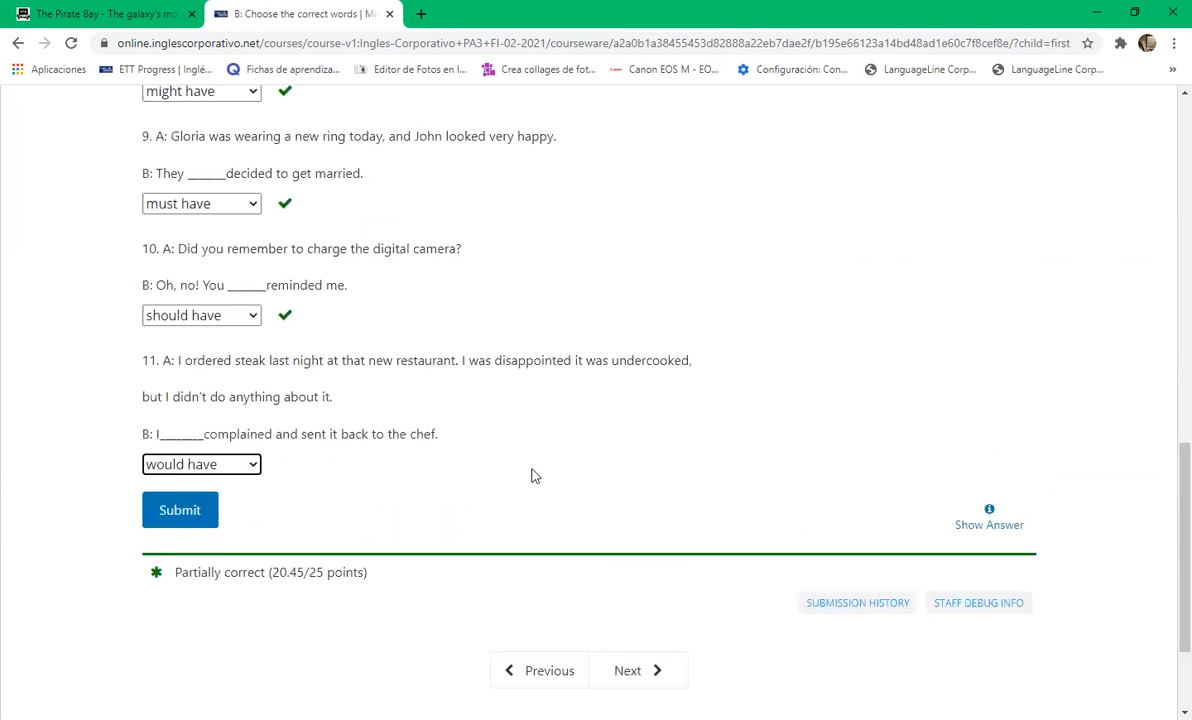 The Pirate Bay - The galaxy's mo
B: Choose the correct words | Mi
online.inglescorporativo.net/courses/course-v1:Ingles-Corporativo+PA3+FI-02-2021/courseware/a2a0b1a38455453d82888a22eb7dae2f/b195e66123a14bd48ad1e60c7f8cef8e/?child=first
Aplicaciones
ETT Progress | Inglé...
Fichas de aprendiza...
Editor de Fotos en l...
Crea collages de fot...
Canon EOS M - EO...
Configuración: Con...
LanguageLine Corp...
LanguageLine Corp...
»
might have
9. A: Gloria was wearing a new ring today, and John looked very happy.
B: They ______decided to get married.
must have
10. A: Did you remember to charge the digital camera?
B: Oh, no! You ______reminded me.
should have
11. A: I ordered steak last night at that new restaurant. I was disappointed it was undercooked,
but I didn't do anything about it.
B: I_______complained and sent it back to the chef.
would have
Submit
Show Answer
Partially correct (20.45/25 points)
SUBMISSION HISTORY
STAFF DEBUG INFO
Previous
Next